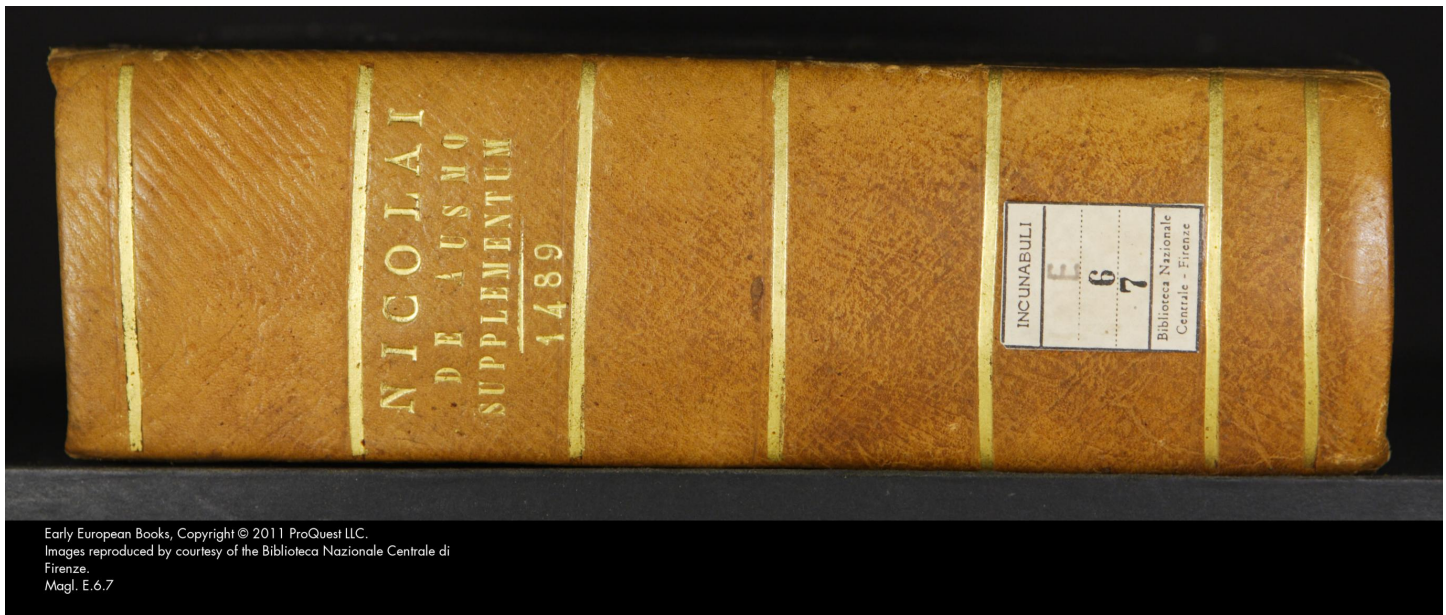 NICOLAI
DE AUSMO
SUPPLEMENTUM
1489
INCUNABULI
E
6
7
Biblioteca Nazionale
Centrale - Firenze
Early European Books, Copyright © 2011 ProQuest LLC.
Images reproduced by courtesy of the Biblioteca Nazionale Centrale di
Firenze.
Magl. E.6.7